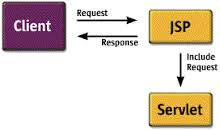 Request
Client
JSP
Response
Include
Request
Servlet